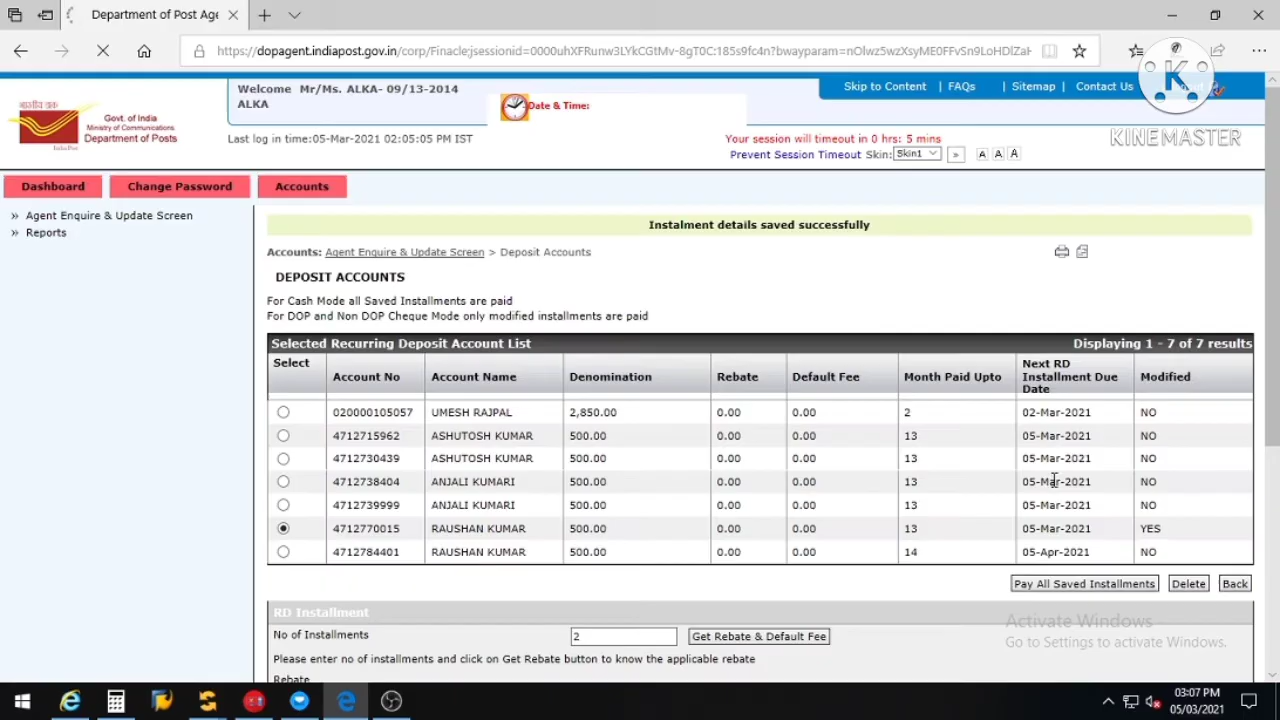 Department of Post Age
https://dopagent.indiapost.gov.in/corp/Finacle;jsessionid=0000uhXFRunw3LYkCGtMv-8gT0C:185s9fc4n?bwayparam=nOlwz5wzXsyME0FFvSn9LoHDlZaH
Skip to Content | FAQs | Sitemap | Contact Us
K
KINEMASTER
भारतीय डाक
Govt. of India
Ministry of Communications
Department of Posts
IndiaPost
Welcome Mr/Ms. ALKA- 09/13-2014
ALKA
Date & Time:
Last log in time:05-Mar-2021 02:05:05 PM IST
Your session will timeout in 0 hrs: 5 mins
Prevent Session Timeout Skin: Skin1 » A A A
Dashboard Change Password Accounts
» Agent Enquire & Update Screen
» Reports
Instalment details saved successfully
Accounts: Agent Enquire & Update Screen > Deposit Accounts
DEPOSIT ACCOUNTS
For Cash Mode all Saved Installments are paid
For DOP and Non DOP Cheque Mode only modified installments are paid
Selected Recurring Deposit Account List Displaying 1 - 7 of 7 results
Select Account No Account Name Denomination Rebate Default Fee Month Paid Upto Next RD Installment Due Date Modified
020000105057 UMESH RAJPAL 2,850.00 0.00 0.00 2 02-Mar-2021 NO
4712715962 ASHUTOSH KUMAR 500.00 0.00 0.00 13 05-Mar-2021 NO
4712730439 ASHUTOSH KUMAR 500.00 0.00 0.00 13 05-Mar-2021 NO
4712738404 ANJALI KUMARI 500.00 0.00 0.00 13 05-Mar-2021 NO
4712739999 ANJALI KUMARI 500.00 0.00 0.00 13 05-Mar-2021 NO
4712770015 RAUSHAN KUMAR 500.00 0.00 0.00 13 05-Mar-2021 YES
4712784401 RAUSHAN KUMAR 500.00 0.00 0.00 14 05-Apr-2021 NO
Pay All Saved Installments Delete Back
RD Installment
No of Installments 2 Get Rebate & Default Fee
Please enter no of installments and click on Get Rebate button to know the applicable rebate
Rebate
Activate Windows
Go to Settings to activate Windows.
03:07 PM
05/03/2021